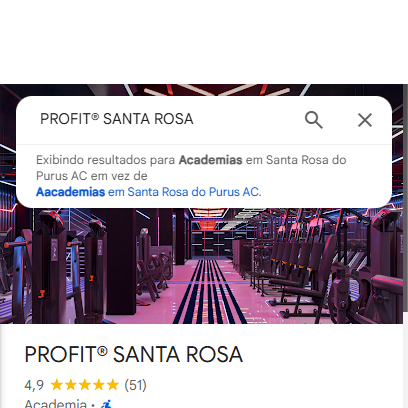 PROFIT® SANTA ROSA
Exibindo resultados para Academias em Santa Rosa do
Purus AC em vez de
Aacademias em Santa Rosa do Purus AC.
PROFIT® SANTA ROSA
4,9 ★★★★★ (51)
Academia ·